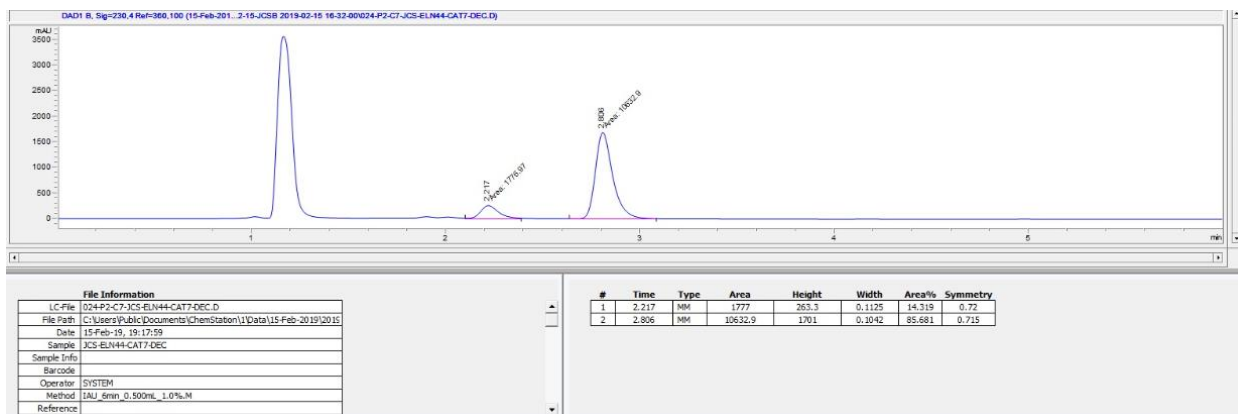 DAD1 B, Sig=230,4 Ref=360,100 (15-Feb-201...2-15-JCSB 2019-02-15 16-32-00\024-P2-C7-JCS-ELN44-CAT7-DEC.D)
mAU
3500
3000
2500
2000
1500
1000
500
0
2.217
Area: 1776.97
2.806
Area: 10632.9
1 2 3 4 5 min
File Information
LC-File 024-P2-C7-JCS-ELN44-CAT7-DEC.D
File Path C:\Users\Public\Documents\ChemStation\1\Data\15-Feb-2019\2019
Date 15-Feb-19, 19:17:59
Sample JCS-ELN44-CAT7-DEC
Sample Info
Barcode
Operator SYSTEM
Method IAU_6min_0.500mL_1.0%.M
Reference
# Time Type Area Height Width Area% Symmetry
1 2.217 MM 1777 263.3 0.1125 14.319 0.72
2 2.806 MM 10632.9 1701 0.1042 85.681 0.715